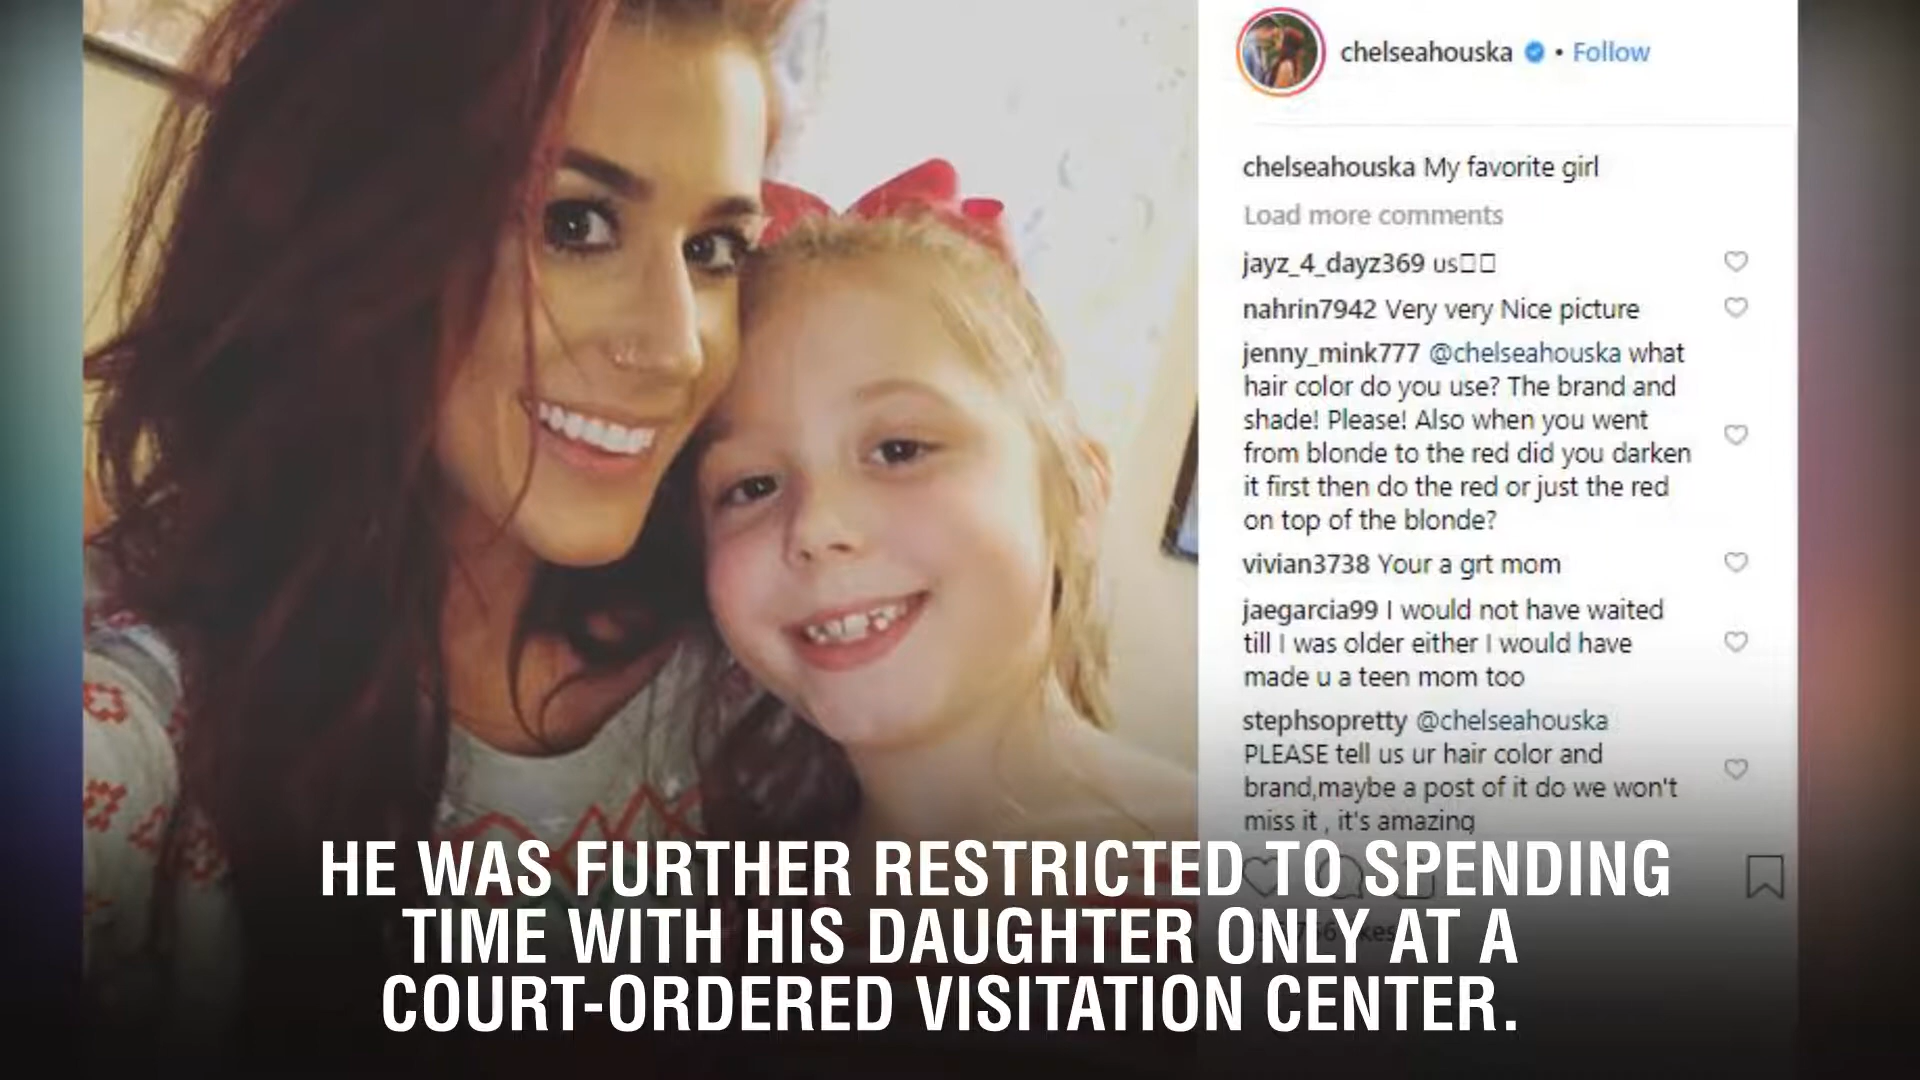 chelseahouska • Follow
chelseahouska My favorite girl
Load more comments
jayz_4_dayz369 us
nahrin7942 Very very Nice picture
jenny_mink777 @chelseahouska what
hair color do you use? The brand and
shade! Please! Also when you went
from blonde to the red did you darken
it first then do the red or just the red
on top of the blonde?
vivian3738 Your a grt mom
jaegarcia99 I would not have waited
till I was older either I would have
made u a teen mom too
stephsopretty @chelseahouska
PLEASE tell us ur hair color and
brand,maybe a post of it do we won't
miss it , it's amazing
HE WAS FURTHER RESTRICTED TO SPENDING
TIME WITH HIS DAUGHTER ONLY AT A
COURT-ORDERED VISITATION CENTER.